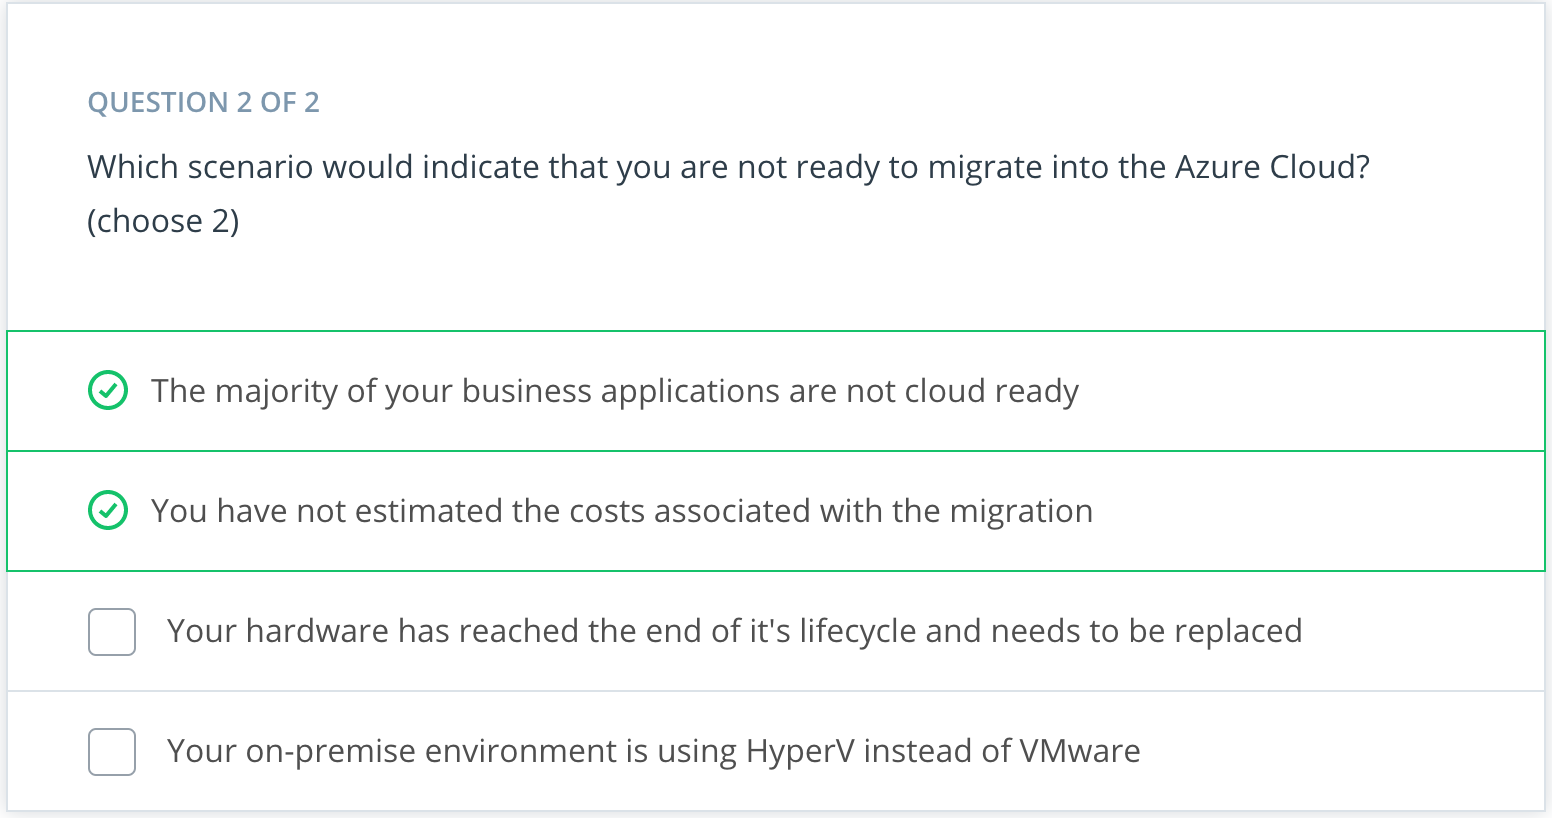 QUESTION 2 OF 2
Which scenario would indicate that you are not ready to migrate into the Azure Cloud?
(choose 2)
The majority of your business applications are not cloud ready
You have not estimated the costs associated with the migration
Your hardware has reached the end of it's lifecycle and needs to be replaced
Your on-premise environment is using HyperV instead of VMware